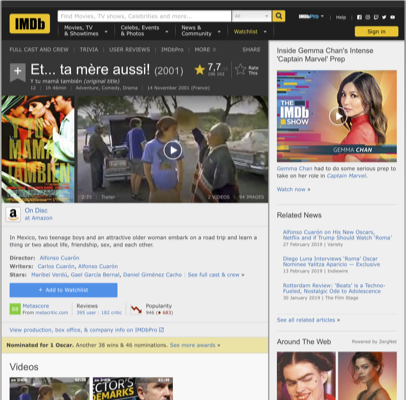 IMDb
Find Movies, TV shows, Celebrities and more...
All
IMDbPro
Help
Movies, TV & Showtimes
Celebs, Events & Photos
News & Community
Watchlist
Sign in
FULL CAST AND CREW | TRIVIA | USER REVIEWS | IMDbPro | MORE
SHARE
Et... ta mère aussi! (2001)
Y tu mamá también (original title)
12 | 1h 46min | Adventure, Comedy, Drama | 14 November 2001 (France)
7,7
Rate This
Y TU MAMÁ TAMBIÉN
Trailer
2 VIDEOS
94 IMAGES
On Disc
at Amazon
In Mexico, two teenage boys and an attractive older woman embark on a road trip and learn a
thing or two about life, friendship, sex, and each other.
Director: Alfonso Cuarón
Writers: Carlos Cuarón, Alfonso Cuarón
Stars: Maribel Verdú, Gael García Bernal, Daniel Giménez Cacho | See full cast & crew »
+ Add to Watchlist
88
Metascore
From metacritic.com
Reviews
395 user | 182 critic
Popularity
946 (683)
View production, box office, & company info on IMDbPro
Nominated for 1 Oscar. Another 38 wins & 46 nominations. See more awards »
Videos
Inside Gemma Chan's Intense
'Captain Marvel' Prep
THE IMDb SHOW
GEMMA CHAN
Gemma Chan had to do some serious prep to
take on her role in Captain Marvel.
Watch now »
Related News
Alfonso Cuarón on His New Oscars,
Netflix and if Trump Should Watch 'Roma'
27 February 2019 | Variety
Diego Luna Interviews 'Roma' Oscar
Nominee Yalitza Aparicio — Exclusive
13 February 2019 | Indiewire
Rotterdam Review: 'Beats' is a Techno-
Fueled, Nostalgic Ode to Adolescence
30 January 2019 | The Film Stage
See all related articles »
Around The Web
Powered by ZergNet